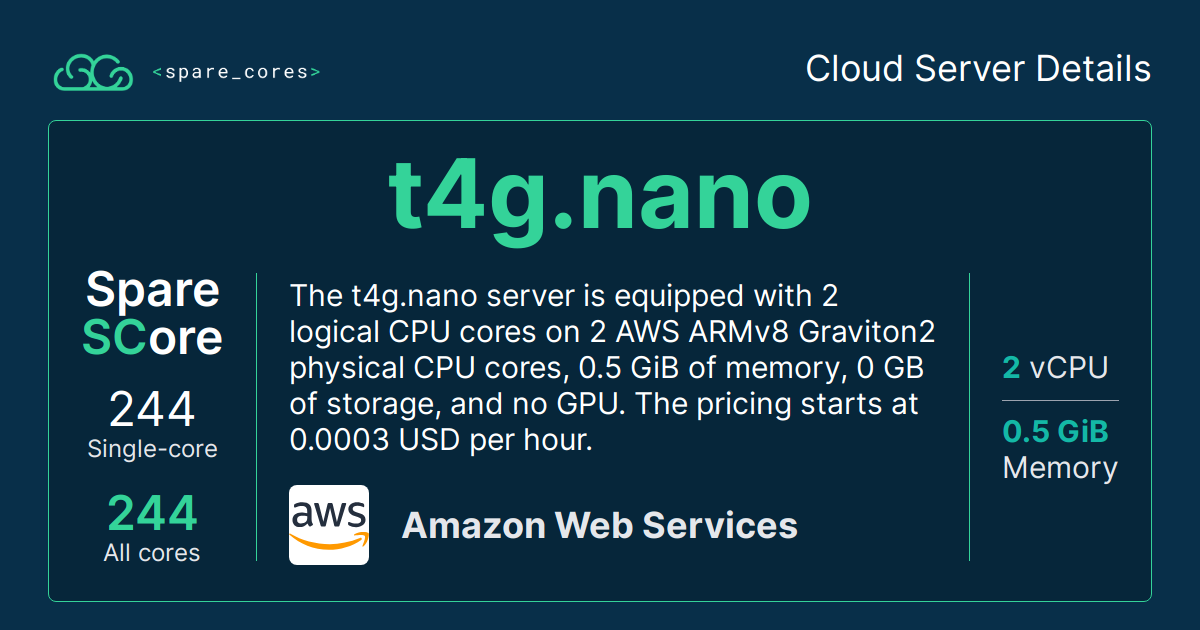 <spare_cores>
Cloud Server Details
t4g.nano
Spare
SCore
244
Single-core
244
All cores
The t4g.nano server is equipped with 2
logical CPU cores on 2 AWS ARMv8 Graviton2
physical CPU cores, 0.5 GiB of memory, 0 GB
of storage, and no GPU. The pricing starts at
0.0003 USD per hour.
aws
Amazon Web Services
2 vCPU
0.5 GiB
Memory